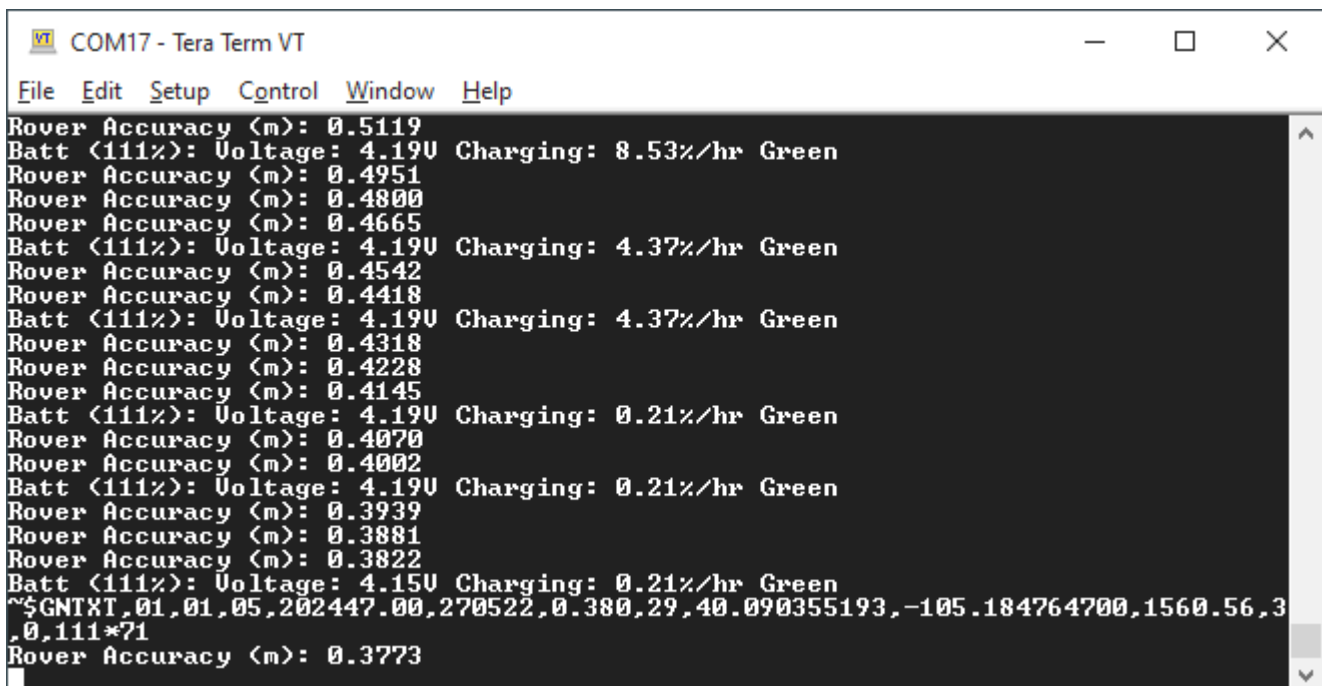 COM17 - Tera Term VT
File Edit Setup Control Window Help
Rover Accuracy (m): 0.5119
Batt (111%): Voltage: 4.19V Charging: 8.53%/hr Green
Rover Accuracy (m): 0.4951
Rover Accuracy (m): 0.4800
Rover Accuracy (m): 0.4665
Batt (111%): Voltage: 4.19V Charging: 4.37%/hr Green
Rover Accuracy (m): 0.4542
Rover Accuracy (m): 0.4418
Batt (111%): Voltage: 4.19V Charging: 4.37%/hr Green
Rover Accuracy (m): 0.4318
Rover Accuracy (m): 0.4228
Rover Accuracy (m): 0.4145
Batt (111%): Voltage: 4.19V Charging: 0.21%/hr Green
Rover Accuracy (m): 0.4070
Rover Accuracy (m): 0.4002
Batt (111%): Voltage: 4.19V Charging: 0.21%/hr Green
Rover Accuracy (m): 0.3939
Rover Accuracy (m): 0.3881
Rover Accuracy (m): 0.3822
Batt (111%): Voltage: 4.15V Charging: 0.21%/hr Green
~$GNTXT,01,01,05,202447.00,270522,0.380,29,40.090355193,-105.184764700,1560.56,3
,0,111*71
Rover Accuracy (m): 0.3773